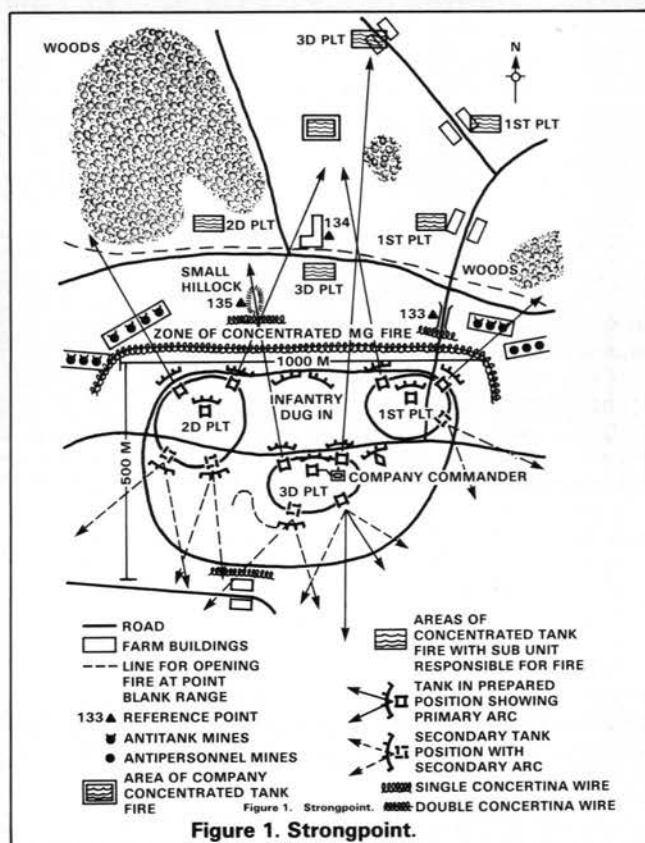 3D PLT
WOODS
N
1ST PLT
2D PLT
134
1ST PLT
3D PLT
SMALL
HILLOCK
135
WOODS
133
ZONE OF CONCENTRATED MG FIRE
1000 M
INFANTRY
DUG IN
2D PLT
1ST PLT
500 M
3D PLT
COMPANY COMMANDER
ROAD
FARM BUILDINGS
LINE FOR OPENING
FIRE AT POINT
BLANK RANGE
133 REFERENCE POINT
ANTITANK MINES
ANTIPERSONNEL MINES
AREA OF COMPANY
CONCENTRATED TANK
FIRE
AREAS OF
CONCENTRATED TANK
FIRE WITH SUB UNIT
RESPONSIBLE FOR FIRE
TANK IN PREPARED
POSITION SHOWING
PRIMARY ARC
SECONDARY TANK
POSITION WITH
SECONDARY ARC
SINGLE CONCERTINA WIRE
DOUBLE CONCERTINA WIRE
Figure 1. Strongpoint.
Figure 1. Strongpoint.